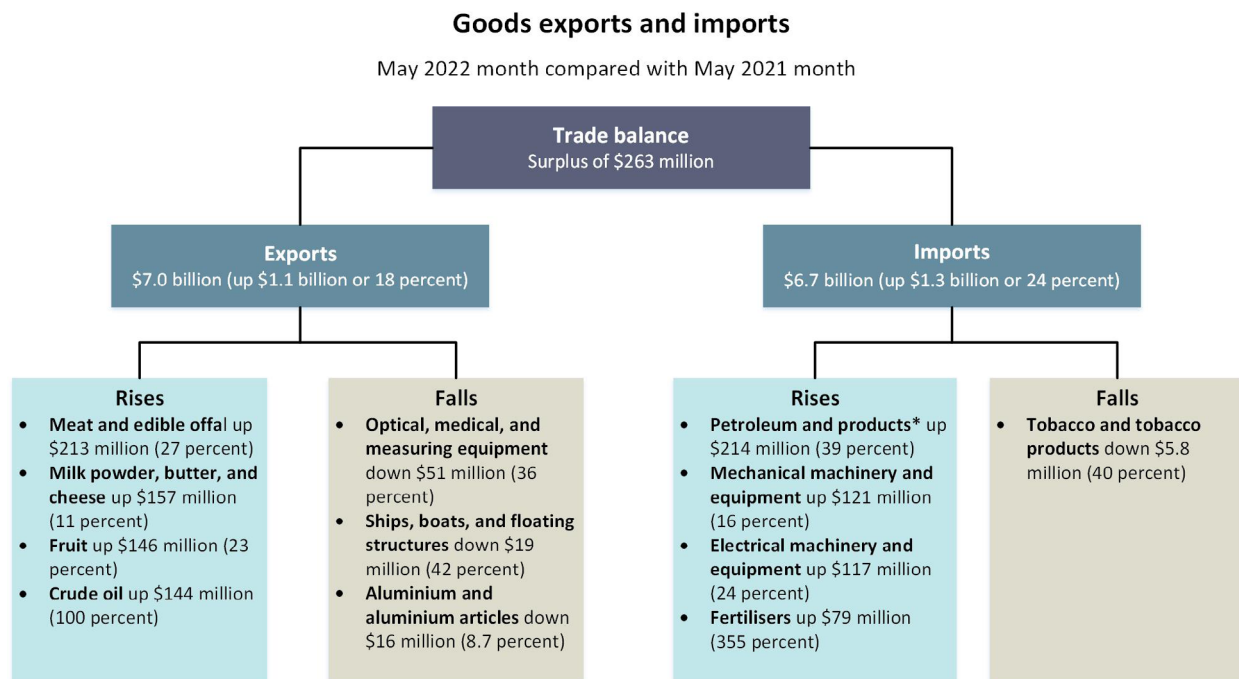 Goods exports and imports
May 2022 month compared with May 2021 month
Trade balance
Surplus of $263 million
Exports
$7.0 billion (up $1.1 billion or 18 percent)
Imports
$6.7 billion (up $1.3 billion or 24 percent)
Rises
• Meat and edible offal up
$213 million (27 percent)
• Milk powder, butter, and
cheese up $157 million
(11 percent)
• Fruit up $146 million (23
percent)
• Crude oil up $144 million
(100 percent)
Falls
• Optical, medical, and
measuring equipment
down $51 million (36
percent)
• Ships, boats, and floating
structures down $19
million (42 percent)
• Aluminium and
aluminium articles down
$16 million (8.7 percent)
Rises
• Petroleum and products* up
$214 million (39 percent)
• Mechanical machinery and
equipment up $121 million
(16 percent)
• Electrical machinery and
equipment up $117 million
(24 percent)
• Fertilisers up $79 million
(355 percent)
Falls
• Tobacco and tobacco
products down $5.8
million (40 percent)